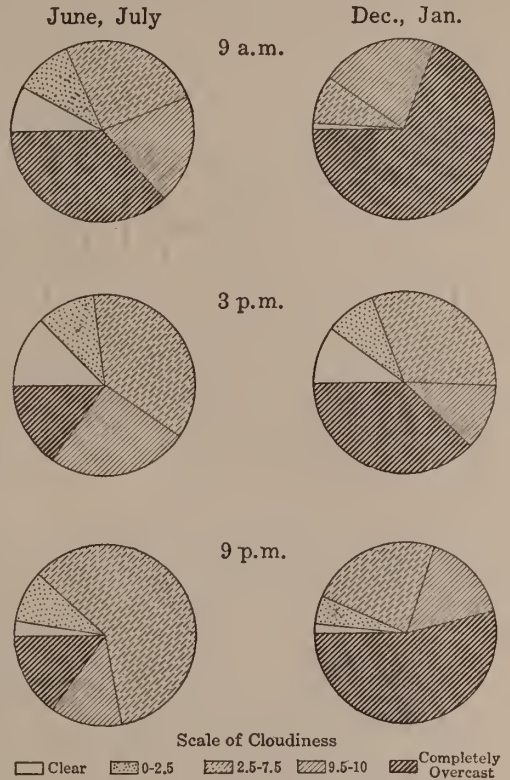 June, July Dec., Jan.
9 a.m.
3 p.m.
9 p.m.
Scale of Cloudiness
Clear 0-2.5 2.5-7.5 9.5-10 Completely Overcast